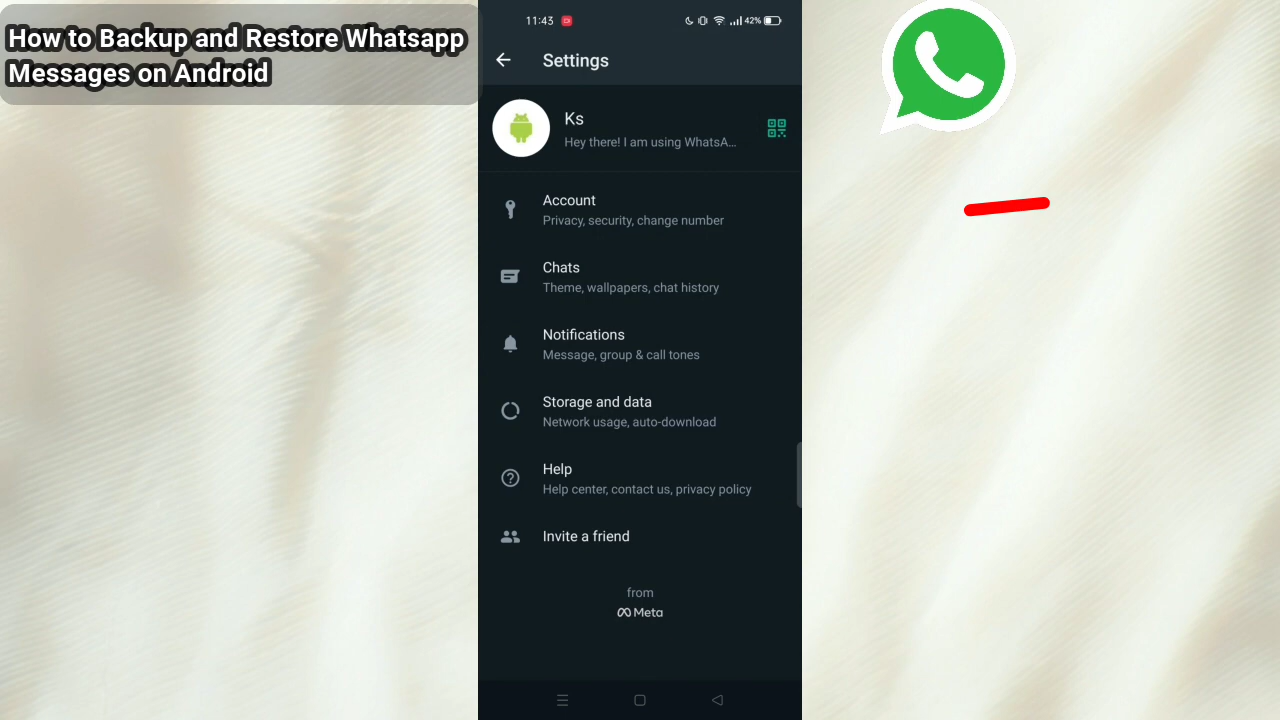 How to Backup and Restore Whatsapp
Messages on Android
11:43
42%
Settings
Ks
Hey there! I am using WhatsA...
Account
Privacy, security, change number
Chats
Theme, wallpapers, chat history
Notifications
Message, group & call tones
Storage and data
Network usage, auto-download
Help
Help center, contact us, privacy policy
Invite a friend
from
Meta